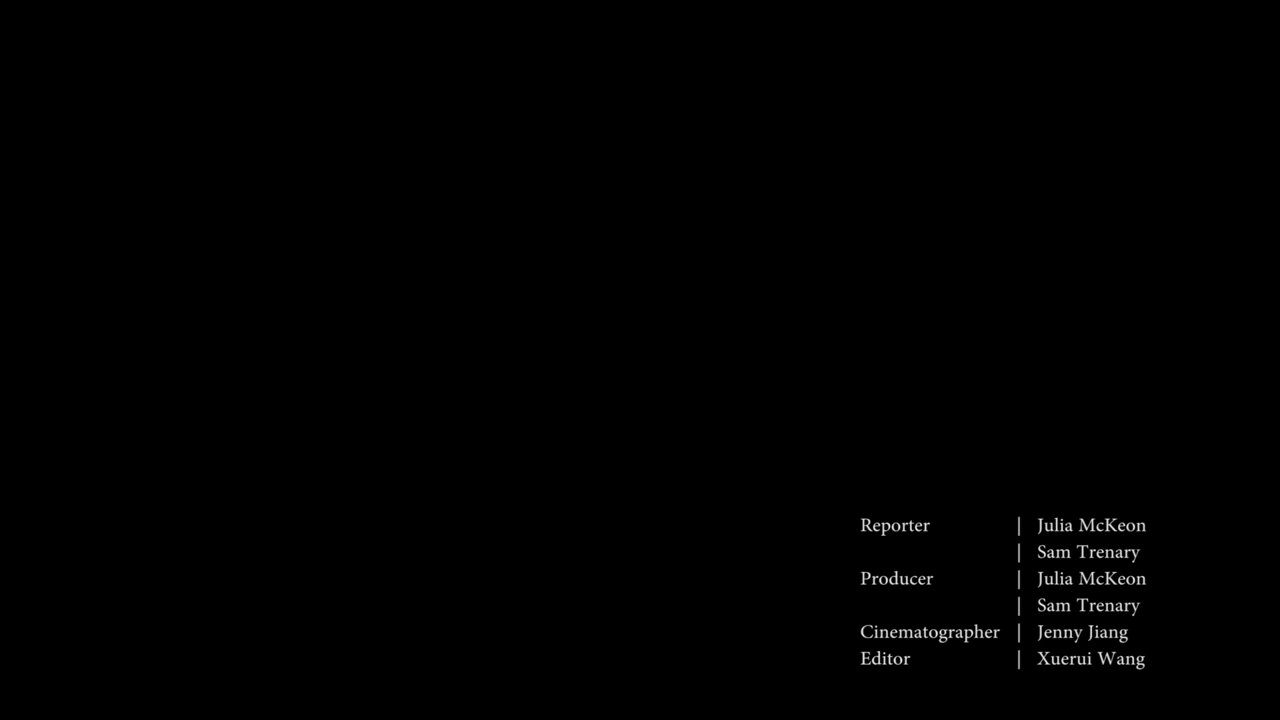 Reporter | Julia McKeon
| Sam Trenary
Producer | Julia McKeon
| Sam Trenary
Cinematographer | Jenny Jiang
Editor | Xuerui Wang